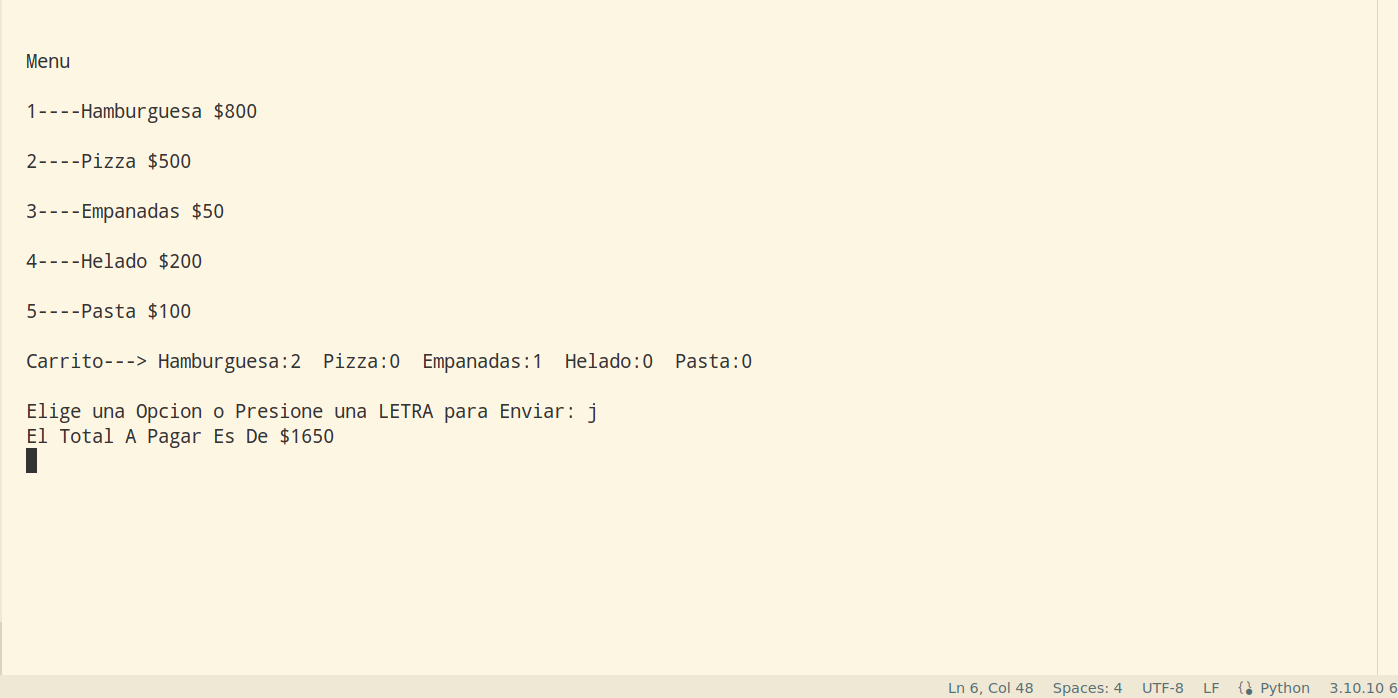 Menu
1----Hamburguesa $800
2----Pizza $500
3----Empanadas $50
4----Helado $200
5----Pasta $100
Carrito---> Hamburguesa:2  Pizza:0  Empanadas:1  Helado:0  Pasta:0
Elige una Opcion o Presione una LETRA para Enviar: j
El Total A Pagar Es De $1650
Ln 6, Col 48  Spaces: 4  UTF-8  LF  Python  3.10.10 6